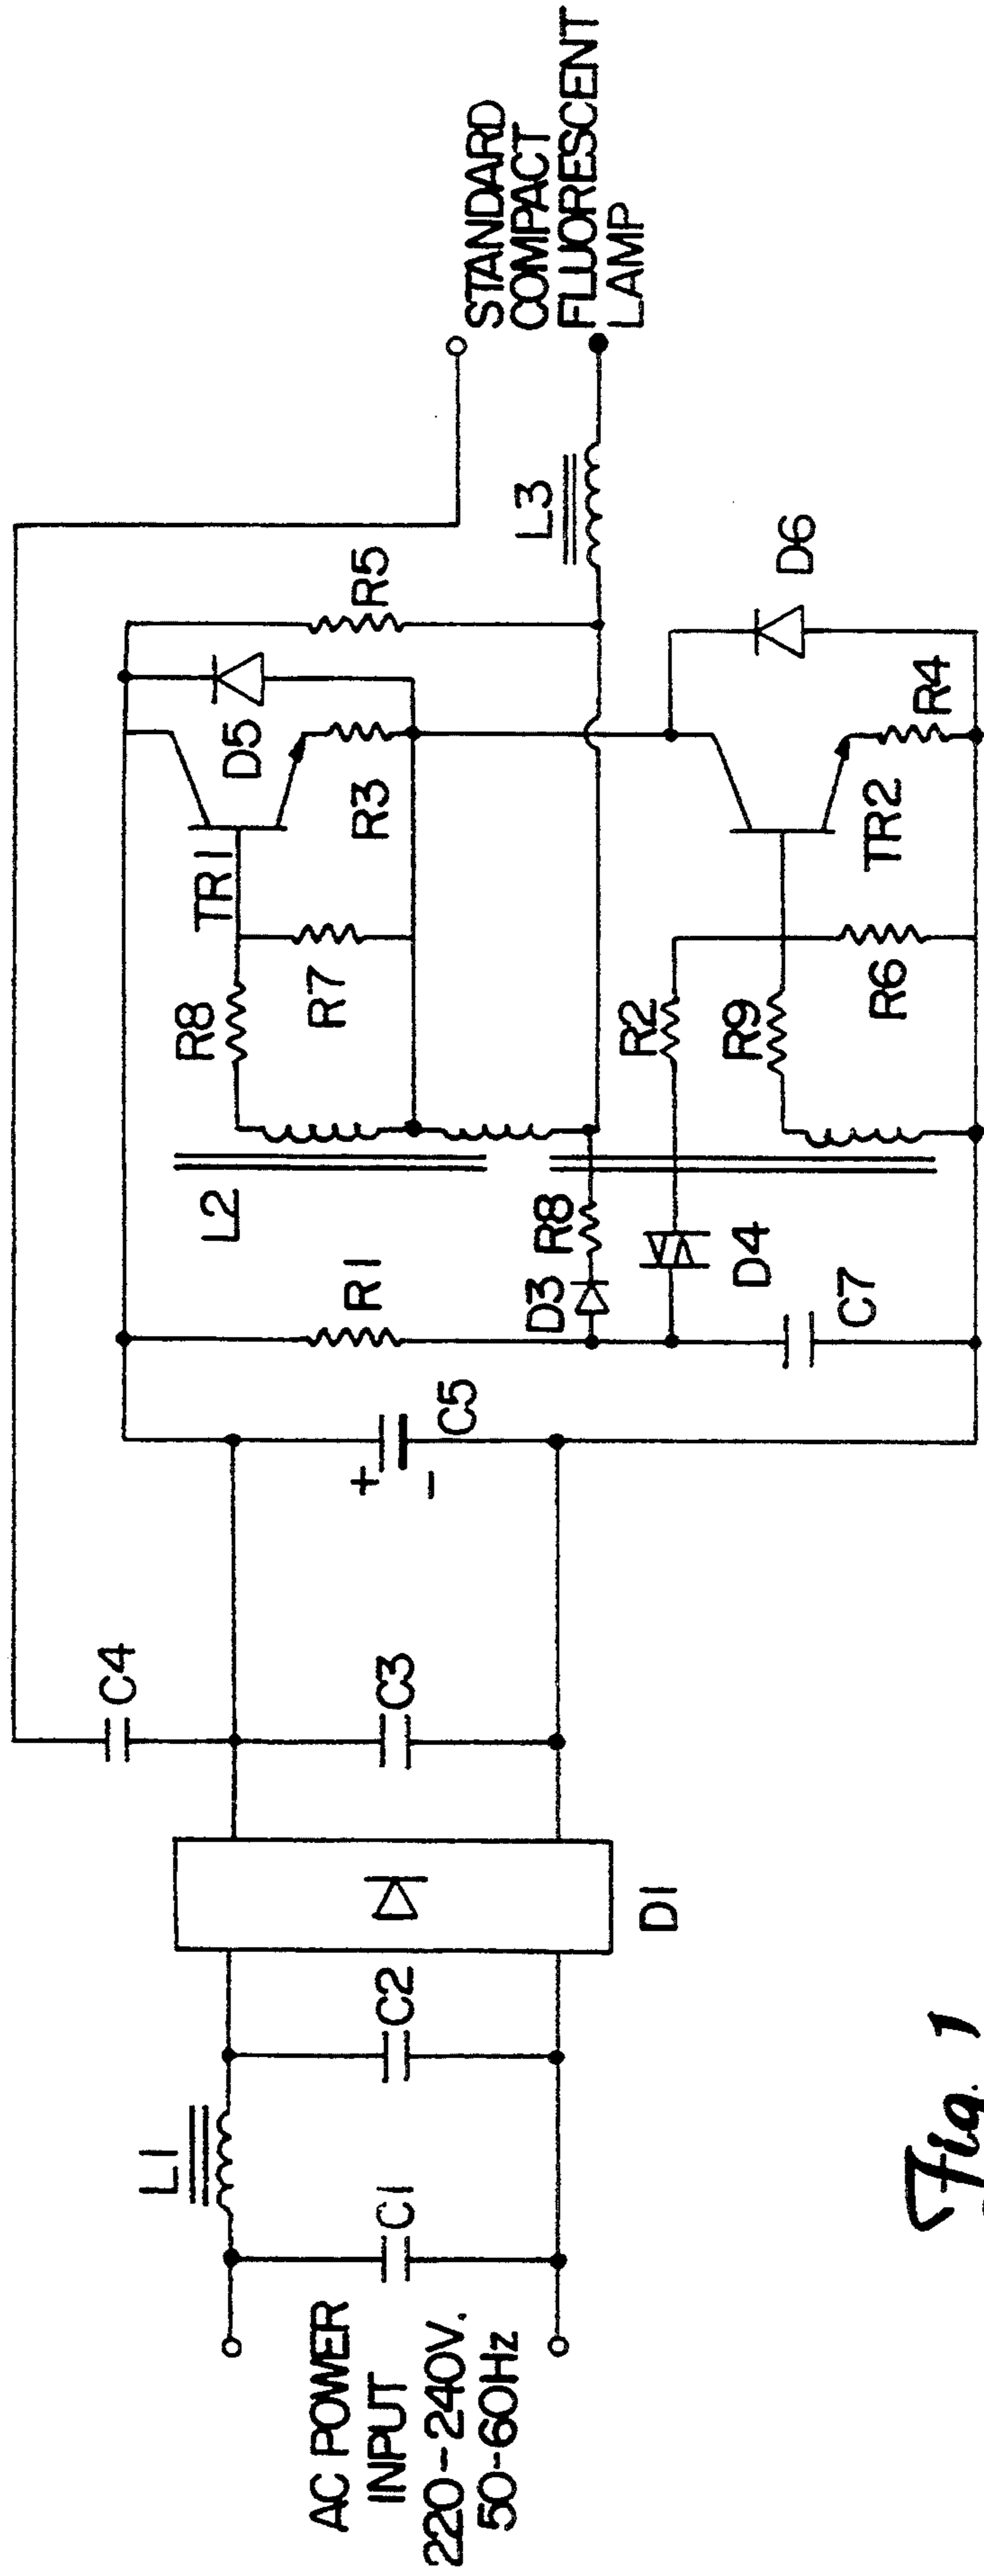 AC POWER
INPUT
220-240V.
50-60Hz
L1
C1
C2
D1
C4
C3
+
C5
-
R1
D3
R8
D4
C7
L2
R8
R7
TR1
R3
D5
R5
R2
R9
R6
TR2
R4
D6
L3
STANDARD
COMPACT
FLUORESCENT
LAMP
Fig. 1